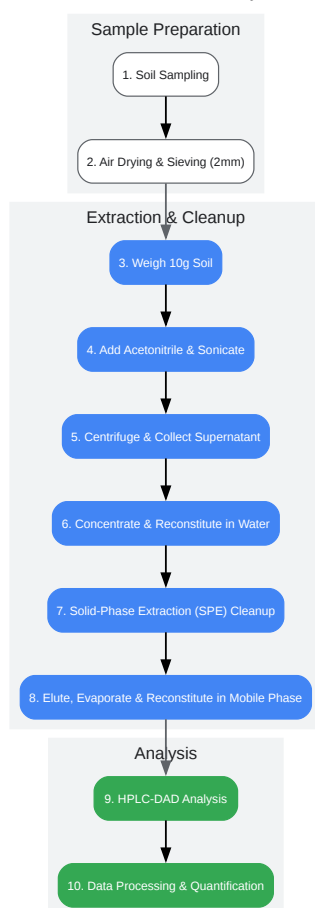 Sample Preparation
1. Soil Sampling
2. Air Drying & Sieving (2mm)
Extraction & Cleanup
3. Weigh 10g Soil
4. Add Acetonitrile & Sonicate
5. Centrifuge & Collect Supernatant
6. Concentrate & Reconstitute in Water
7. Solid-Phase Extraction (SPE) Cleanup
8. Elute, Evaporate & Reconstitute in Mobile Phase
Analysis
9. HPLC-DAD Analysis
10. Data Processing & Quantification